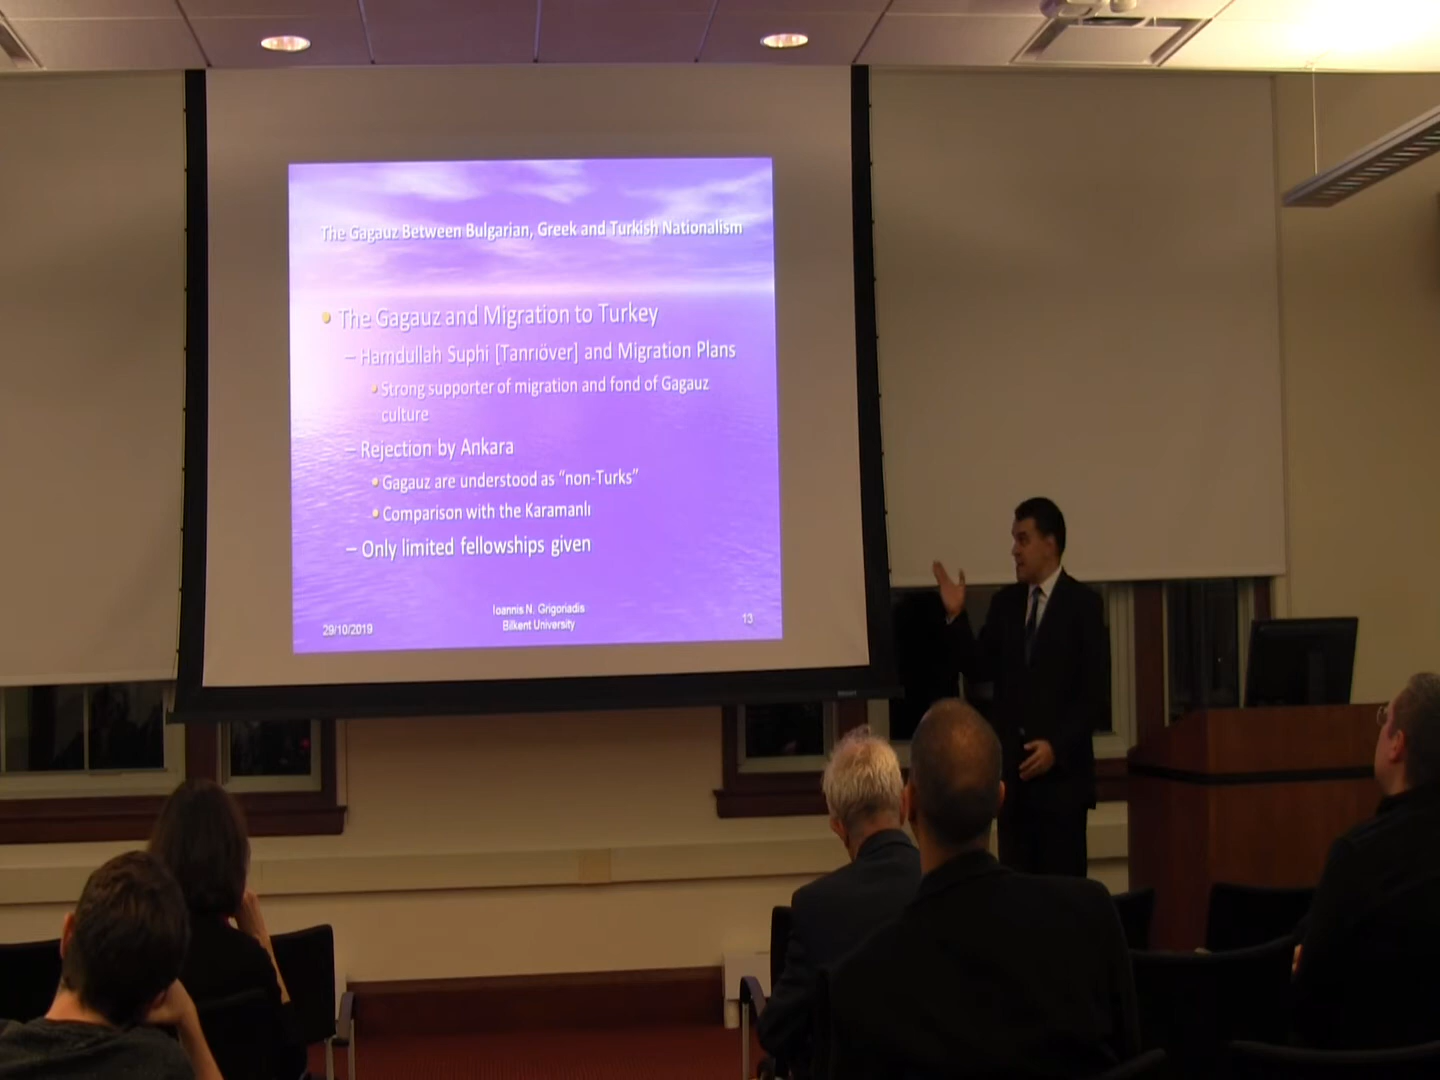 The Gagauz Between Bulgarian, Greek and Turkish Nationalism
• The Gagauz and Migration to Turkey
– Hamdullah Suphi [Tanrıöver] and Migration Plans
• Strong supporter of migration and fond of Gagauz
culture
– Rejection by Ankara
• Gagauz are understood as “non-Turks”
• Comparison with the Karamanlı
– Only limited fellowships given
29/10/2019
Ioannis N. Grigoriadis
Bilkent University
13